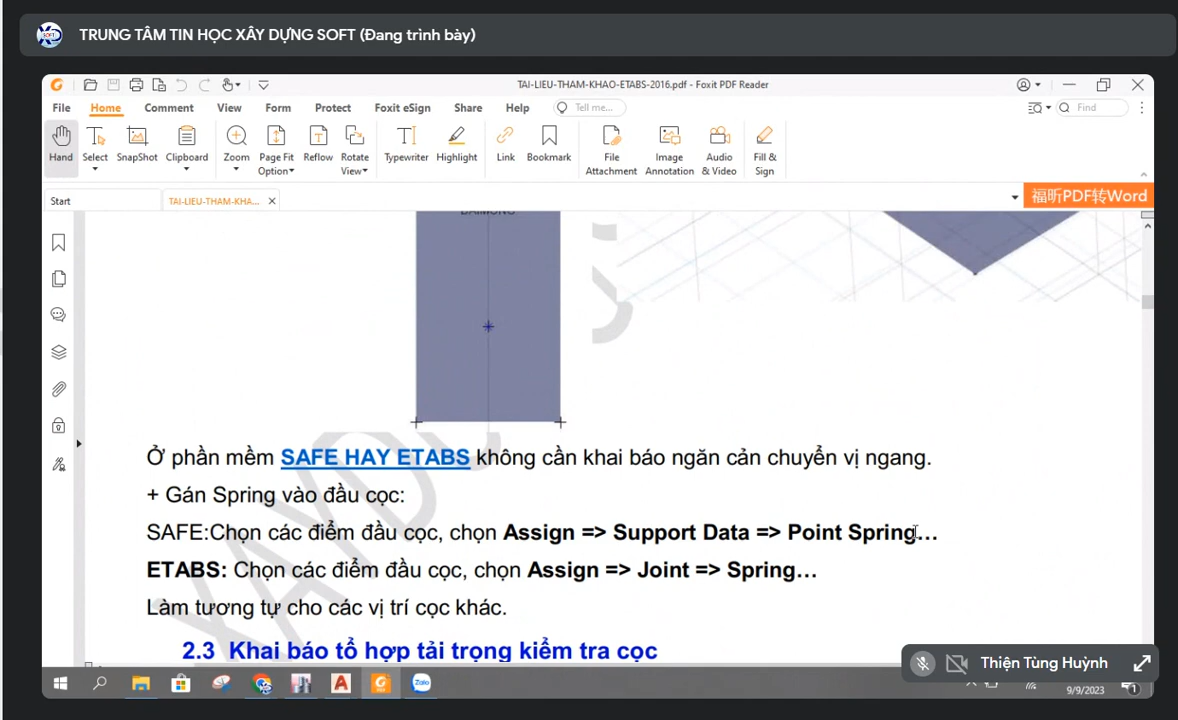 TRUNG TÂM TIN HỌC XÂY DỰNG SOFT (Đang trình bày)
TAI-LIEU-THAM-KHAO-ETABS-2016.pdf - Foxit PDF Reader
File Home Comment View Form Protect Foxit eSign Share Help Tell me... Find
Hand Select SnapShot Clipboard Zoom Page Fit Option Reflow Rotate View Typewriter Highlight Link Bookmark File Attachment Image Annotation Audio & Video Fill & Sign
Start TAI-LIEU-THAM-KHA... 福昕PDF转Word
Ở phần mềm SAFE HAY ETABS không cần khai báo ngăn cản chuyển vị ngang.
+ Gán Spring vào đầu cọc:
SAFE:Chọn các điểm đầu cọc, chọn Assign => Support Data => Point Spring...
ETABS: Chọn các điểm đầu cọc, chọn Assign => Joint => Spring...
Làm tương tự cho các vị trí cọc khác.
2.3 Khai báo tổ hợp tải trọng kiểm tra cọc
Thiện Tùng Huỳnh
Zalo
9/9/2023
1